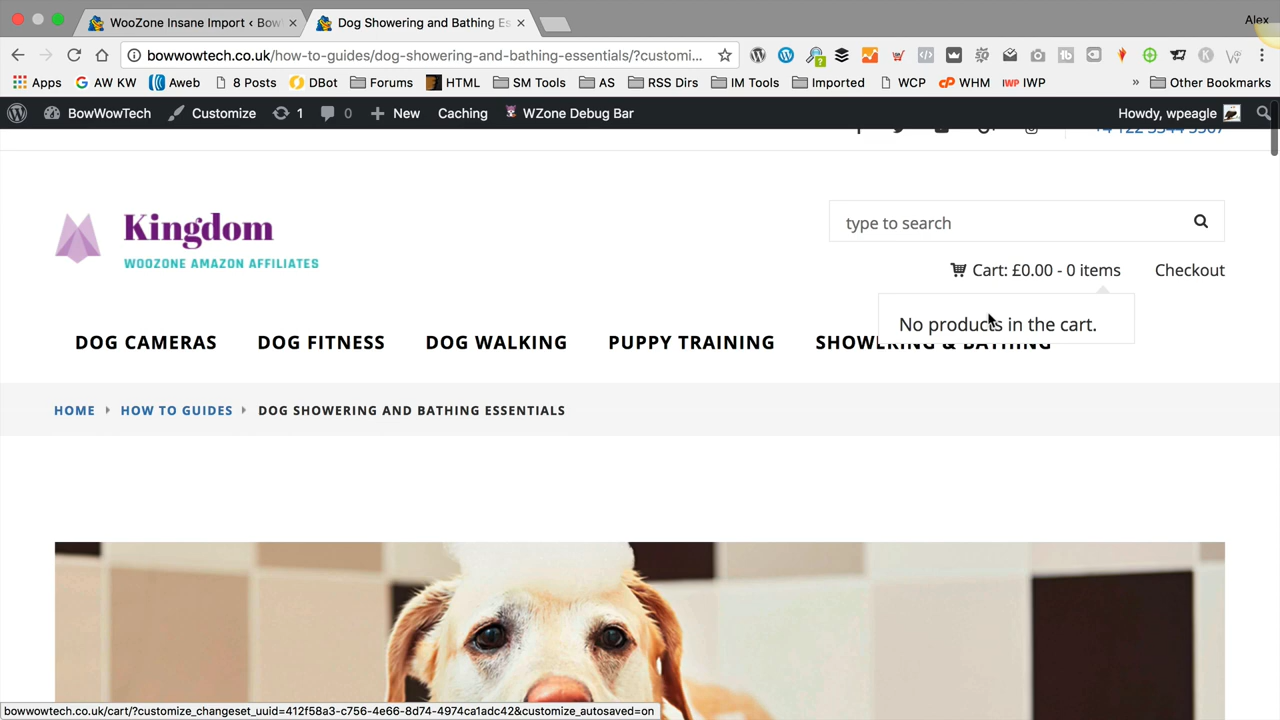 WooZone Insane Import ‹ Bow
Dog Showering and Bathing Es
Alex
bowwowtech.co.uk/how-to-guides/dog-showering-and-bathing-essentials/?customi...
Apps AW KW Aweb 8 Posts DBot Forums HTML SM Tools AS RSS Dirs IM Tools Imported WCP WHM IWP » Other Bookmarks
BowWowTech Customize 1 0 New Caching WZone Debug Bar Howdy, wpeagle
Kingdom
WOOZONE AMAZON AFFILIATES
type to search
Cart: £0.00 - 0 items Checkout
No products in the cart.
DOG CAMERAS DOG FITNESS DOG WALKING PUPPY TRAINING SHOWERING & BATHING
HOME HOW TO GUIDES DOG SHOWERING AND BATHING ESSENTIALS
bowwowtech.co.uk/cart/?customize_changeset_uuid=412f58a3-c756-4e66-8d74-4974ca1adc42&customize_autosaved=on